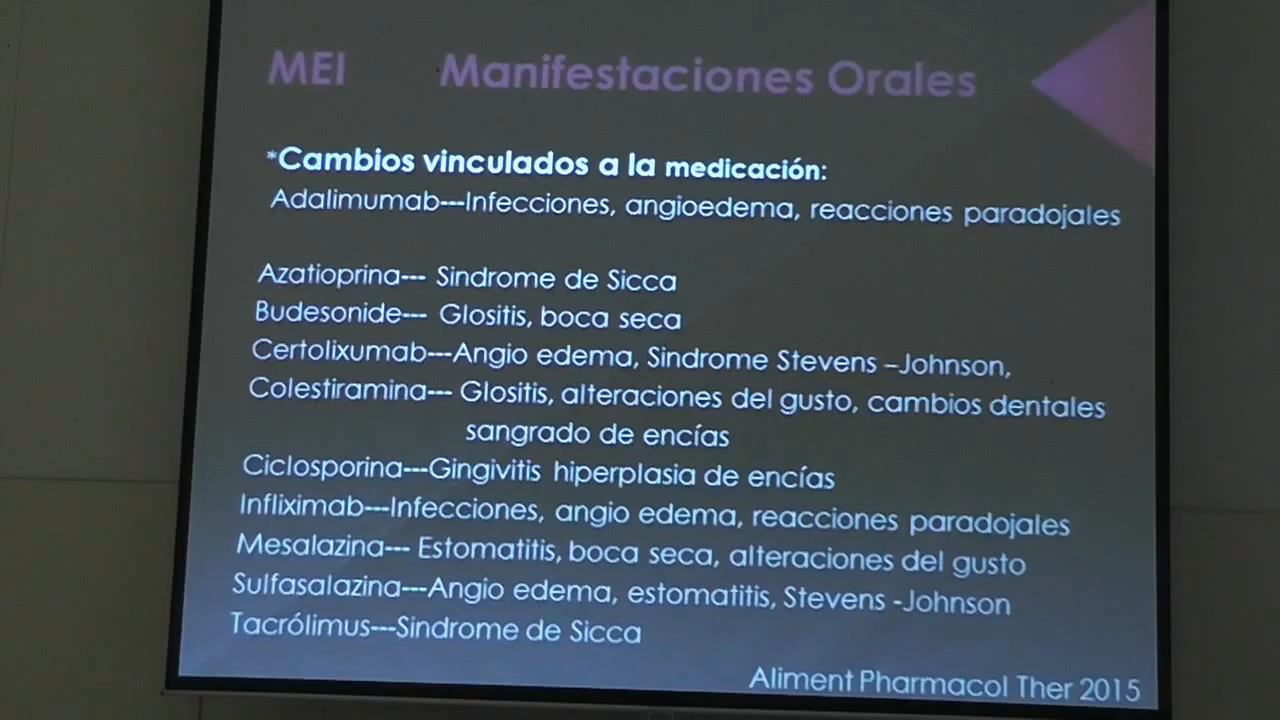 MEI Manifestaciones Orales
*Cambios vinculados a la medicación:
Adalimumab---Infecciones, angioedema, reacciones paradojales
Azatioprina--- Sindrome de Sicca
Budesonide--- Glositis, boca seca
Certolixumab---Angio edema, Sindrome Stevens –Johnson,
Colestiramina--- Glositis, alteraciones del gusto, cambios dentales
sangrado de encías
Ciclosporina---Gingivitis hiperplasia de encías
Infliximab---Infecciones, angio edema, reacciones paradojales
Mesalazina--- Estomatitis, boca seca, alteraciones del gusto
Sulfasalazina---Angio edema, estomatitis, Stevens -Johnson
Tacrólimus---Sindrome de Sicca
Aliment Pharmacol Ther 2015